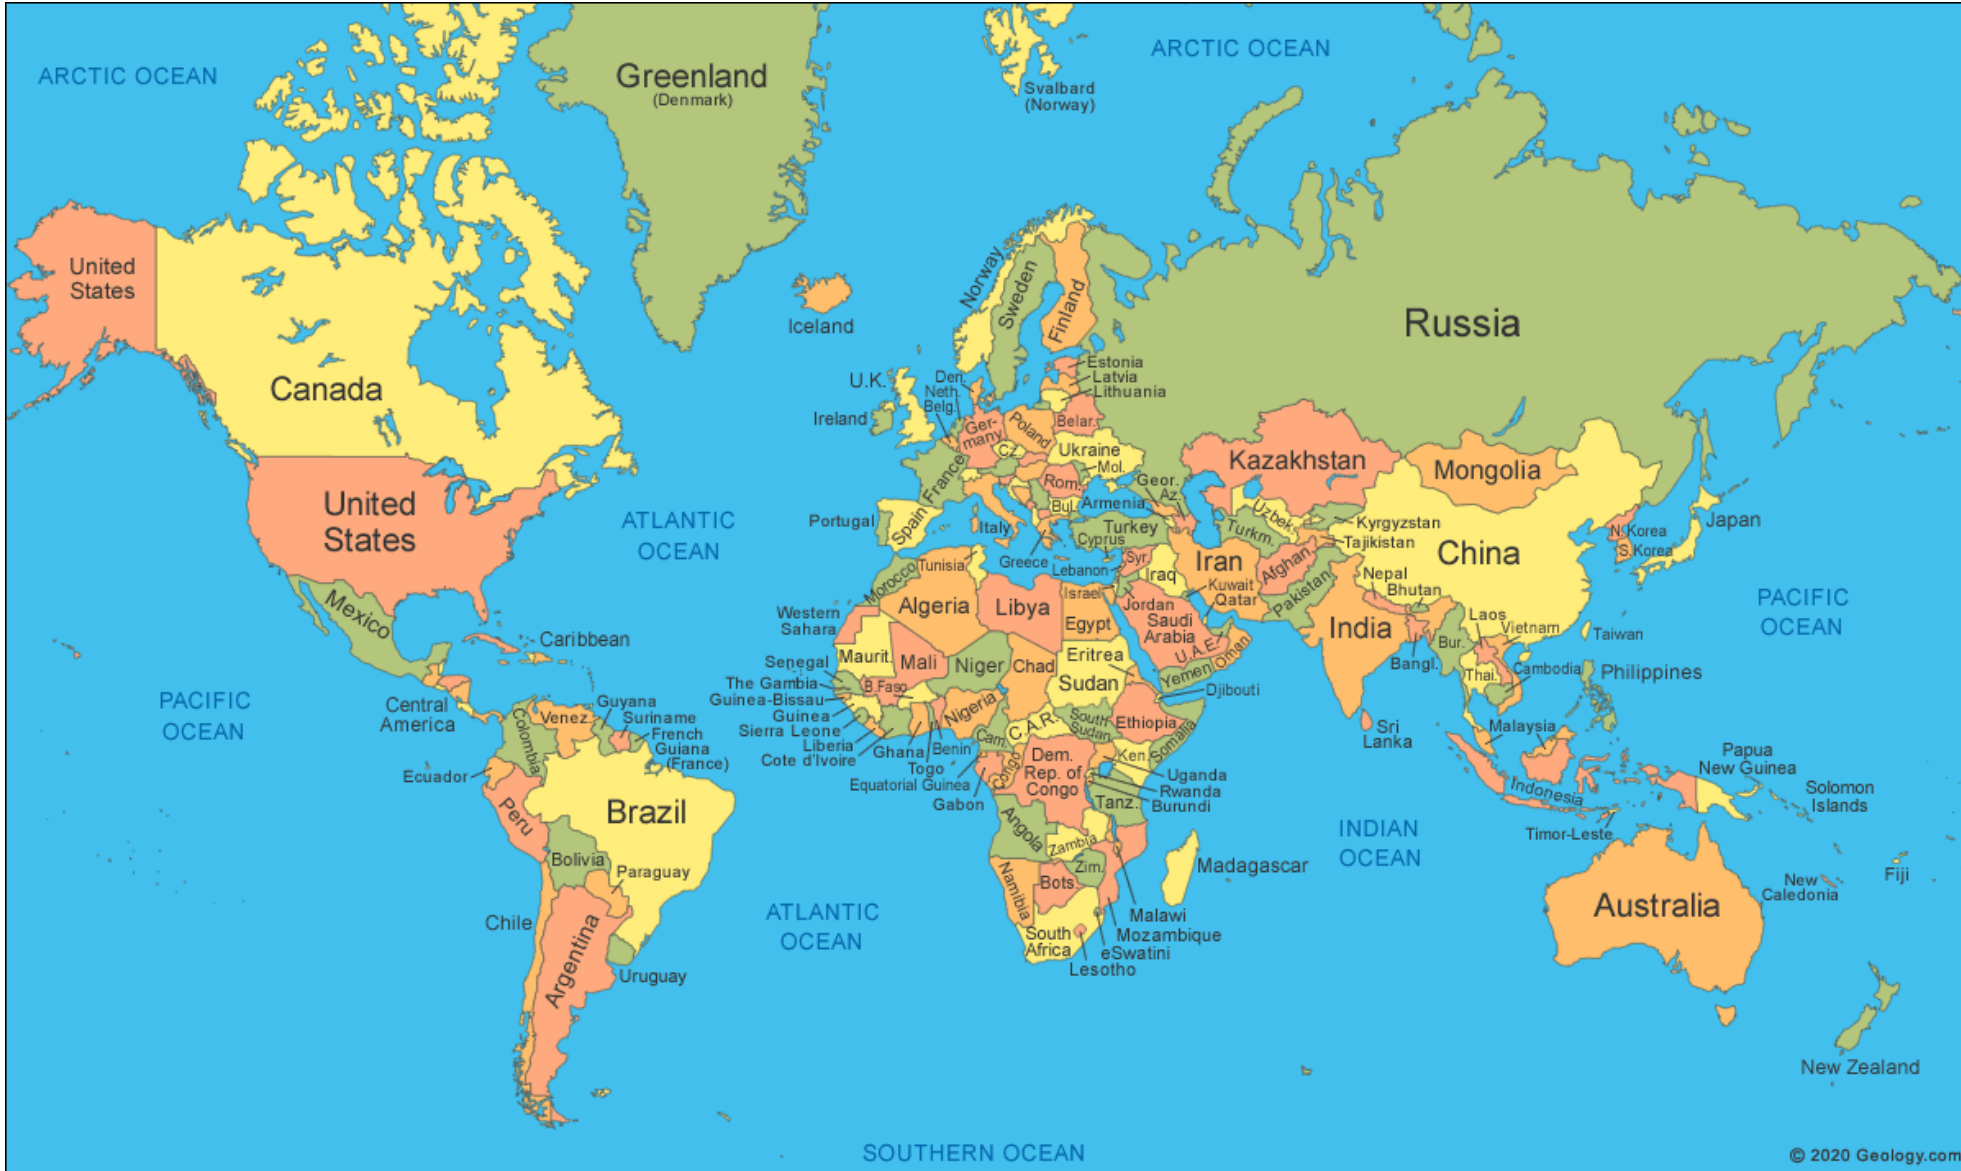 ARCTIC OCEAN
Greenland
(Denmark)
Svalbard
(Norway)
ARCTIC OCEAN
United
States
Canada
Iceland
Norway
Sweden
Finland
Russia
U.K.
Ireland
Den.
Neth.
Belg.
Estonia
Latvia
Lithuania
Ger-
many
Poland
Belar.
Cz.
Ukraine
Mol.
France
Rom.
Bul.
Portugal
Spain
Italy
Greece
Geor.
Az.
Armenia
Turkey
Cyprus
Lebanon
Syr.
Iraq
Israel
Jordan
Kazakhstan
Mongolia
Uzbek.
Turkm.
Kyrgyzstan
Tajikistan
Iran
Afghan.
Pakistan
Kuwait
Qatar
Saudi
Arabia
U.A.E.
Oman
Yemen
China
N. Korea
S. Korea
Japan
Nepal
Bhutan
India
Bangl.
Bur.
Laos
Vietnam
Thai.
Cambodia
Taiwan
Philippines
Sri
Lanka
Malaysia
Indonesia
Timor-Leste
Papua
New Guinea
Solomon
Islands
PACIFIC
OCEAN
United
States
ATLANTIC
OCEAN
Mexico
Caribbean
Central
America
PACIFIC
OCEAN
Morocco
Tunisia
Algeria
Libya
Egypt
Western
Sahara
Maurit.
Mali
Niger
Chad
Eritrea
Sudan
Senegal
The Gambia
Guinea-Bissau
Guinea
Sierra Leone
Liberia
Cote d'Ivoire
B.Faso
Ghana
Togo
Benin
Nigeria
Equatorial Guinea
Gabon
Cam.
C.A.R.
South
Sudan
Ethiopia
Djibouti
Somalia
Congo
Dem.
Rep. of
Congo
Ken.
Uganda
Rwanda
Burundi
Tanz.
Angola
Zambia
Zim.
Namibia
Bots.
South
Africa
Malawi
Mozambique
eSwatini
Lesotho
Madagascar
Guyana
Suriname
French
Guiana
(France)
Venez.
Colombia
Ecuador
Peru
Brazil
Bolivia
Paraguay
Chile
Argentina
Uruguay
ATLANTIC
OCEAN
INDIAN
OCEAN
Australia
New
Caledonia
Fiji
New Zealand
SOUTHERN OCEAN
© 2020 Geology.com